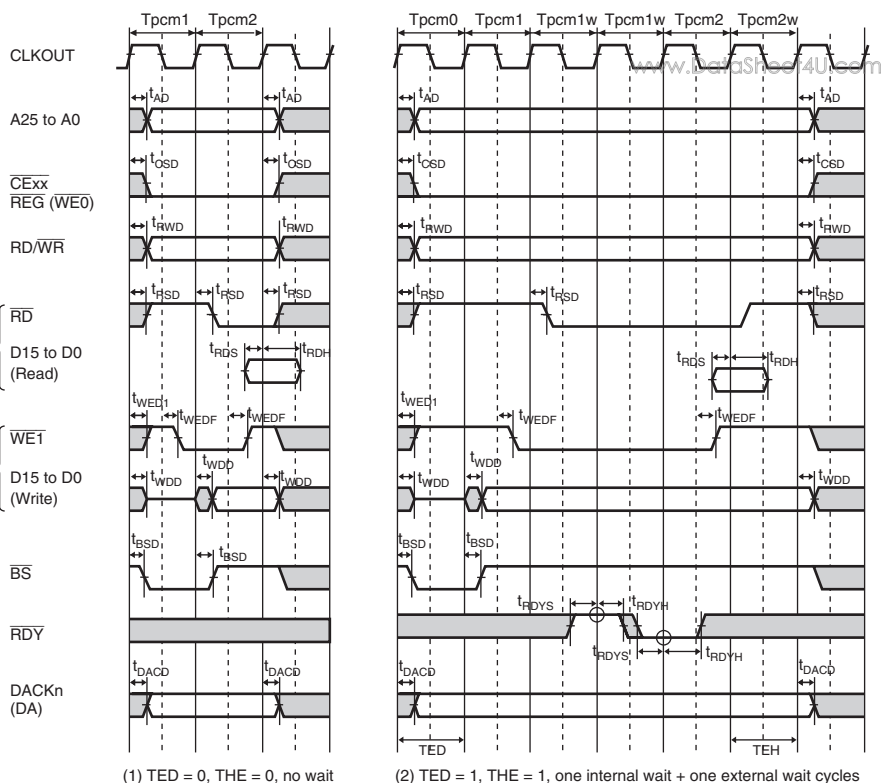 Tpcm1 Tpcm2 Tpcm0 Tpcm1 Tpcm1w Tpcm1w Tpcm2 Tpcm2w
CLKOUT
www.DataSheet4U.com
tAD tAD tAD tAD
A25 to A0
tOSD tOSD tCSD tCSD
CExx
REG (WE0)
tRWD tRWD tRWD tRWD
RD/WR
tRSD tRSD tRSD tRSD tRSD tRSD
RD
D15 to D0
(Read)
tRDS tRDH tRDS tRDH
tWED1 tWEDF tWEDF tWED1 tWEDF tWEDF
WE1
D15 to D0
(Write)
tWDD tWDD tWDD tWDD tWDD tWDD
tBSD tBSD tBSD tBSD
BS
tRDYS tRDYH
RDY
tRDYS tRDYH
tDACD tDACD tDACD tDACD
DACKn
(DA)
TED TEH
(1) TED = 0, THE = 0, no wait
(2) TED = 1, THE = 1, one internal wait + one external wait cycles